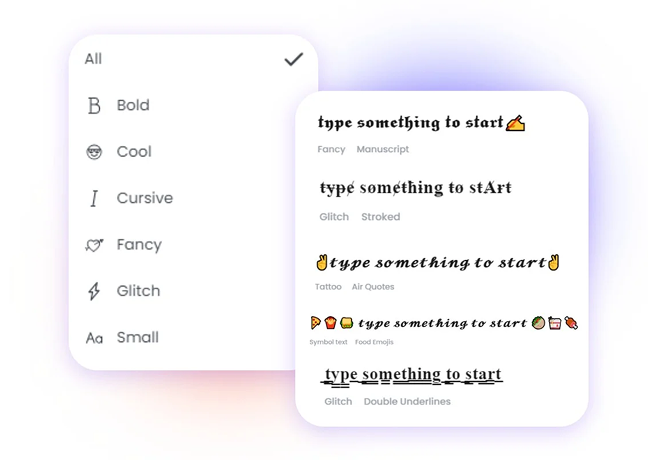 All
Bold
Cool
Cursive
Fancy
Glitch
Small
type something to start✍️
Fancy Manuscript
type something to stArt
Glitch Stroked
✌️type something to start✌️
Tattoo Air Quotes
🍕🍟🍔 type something to start 🥙🥡🍖
Symbol text Food Emojis
type something to start
Glitch Double Underlines